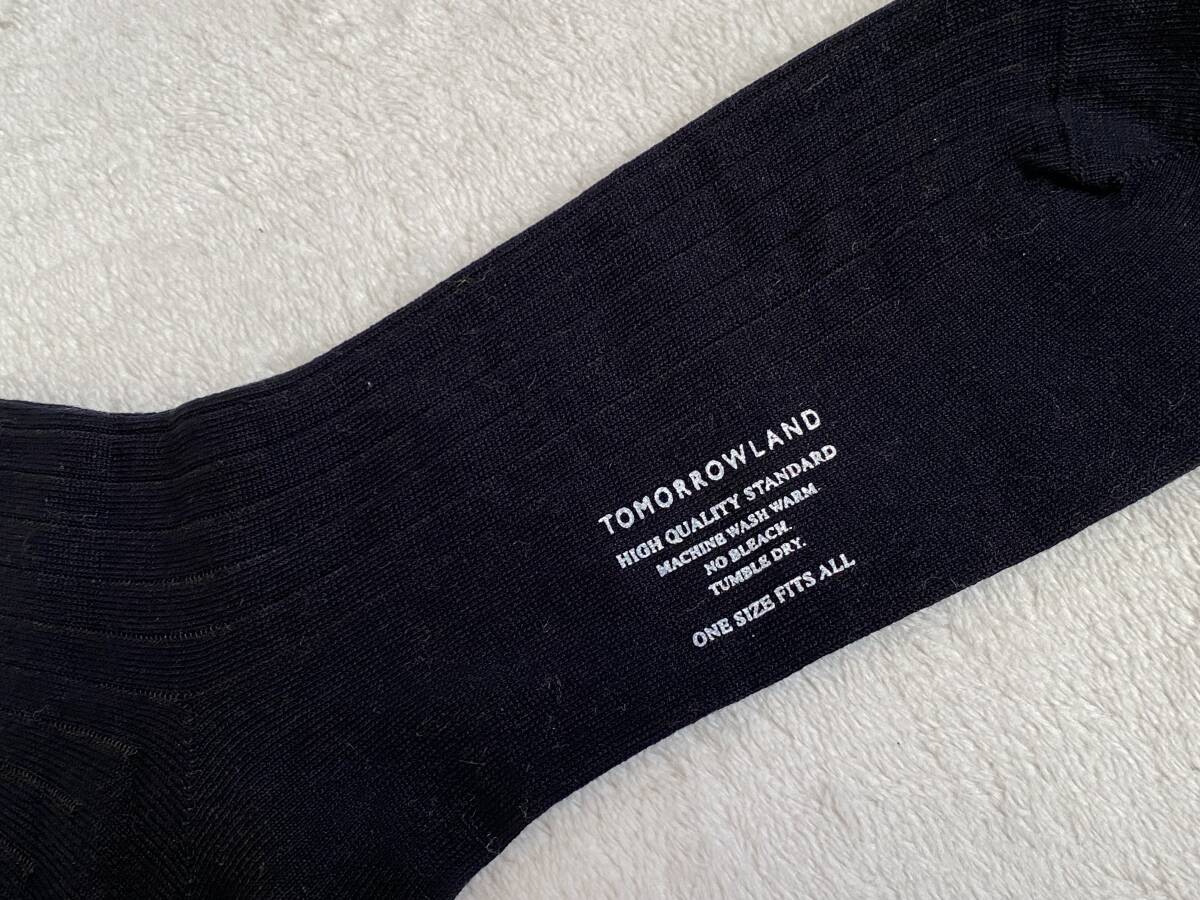 TOMORROWLAND
HIGH QUALITY STANDARD
MACHINE WASH WARM
NO BLEACH.
TUMBLE DRY.
ONE SIZE FITS ALL